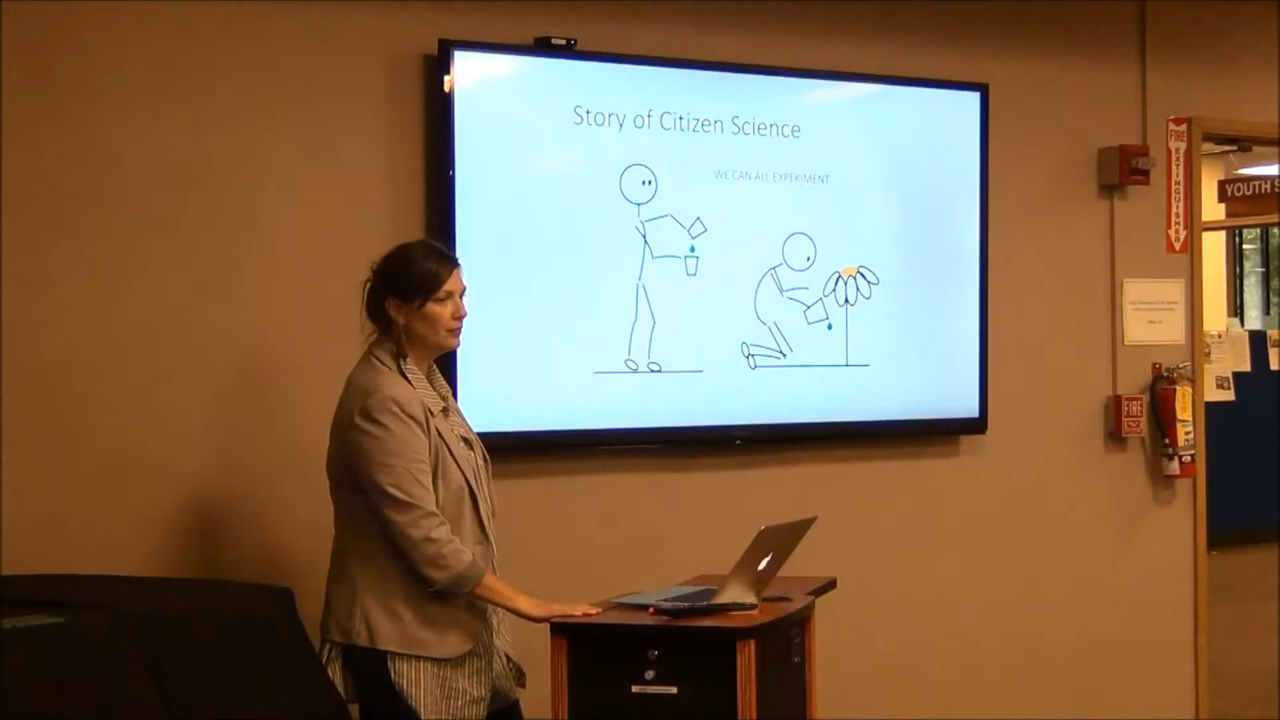 Story of Citizen Science
WE CAN ALL EXPERIMENT
FIRE
EXTINGUISHER
YOUTH S
FIRE